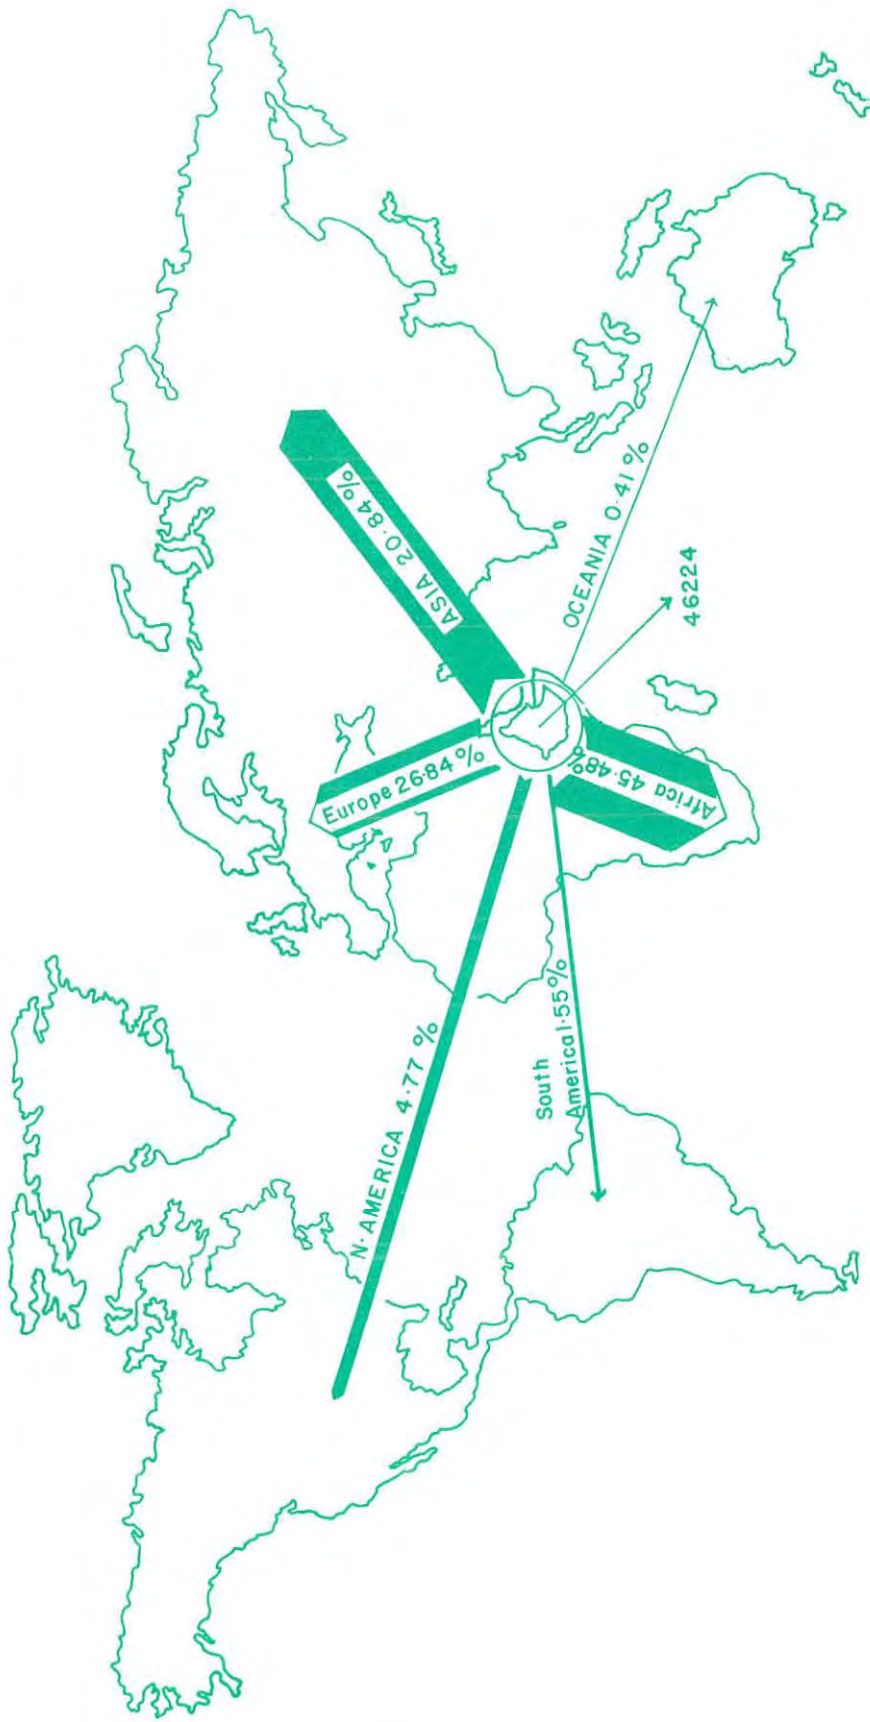 N·AMERICA 4·77 %
South
America1·55%
Europe 26·84 %
ASIA 20·84 %
Africa 45·48%
OCEANIA 0·41 %
46224